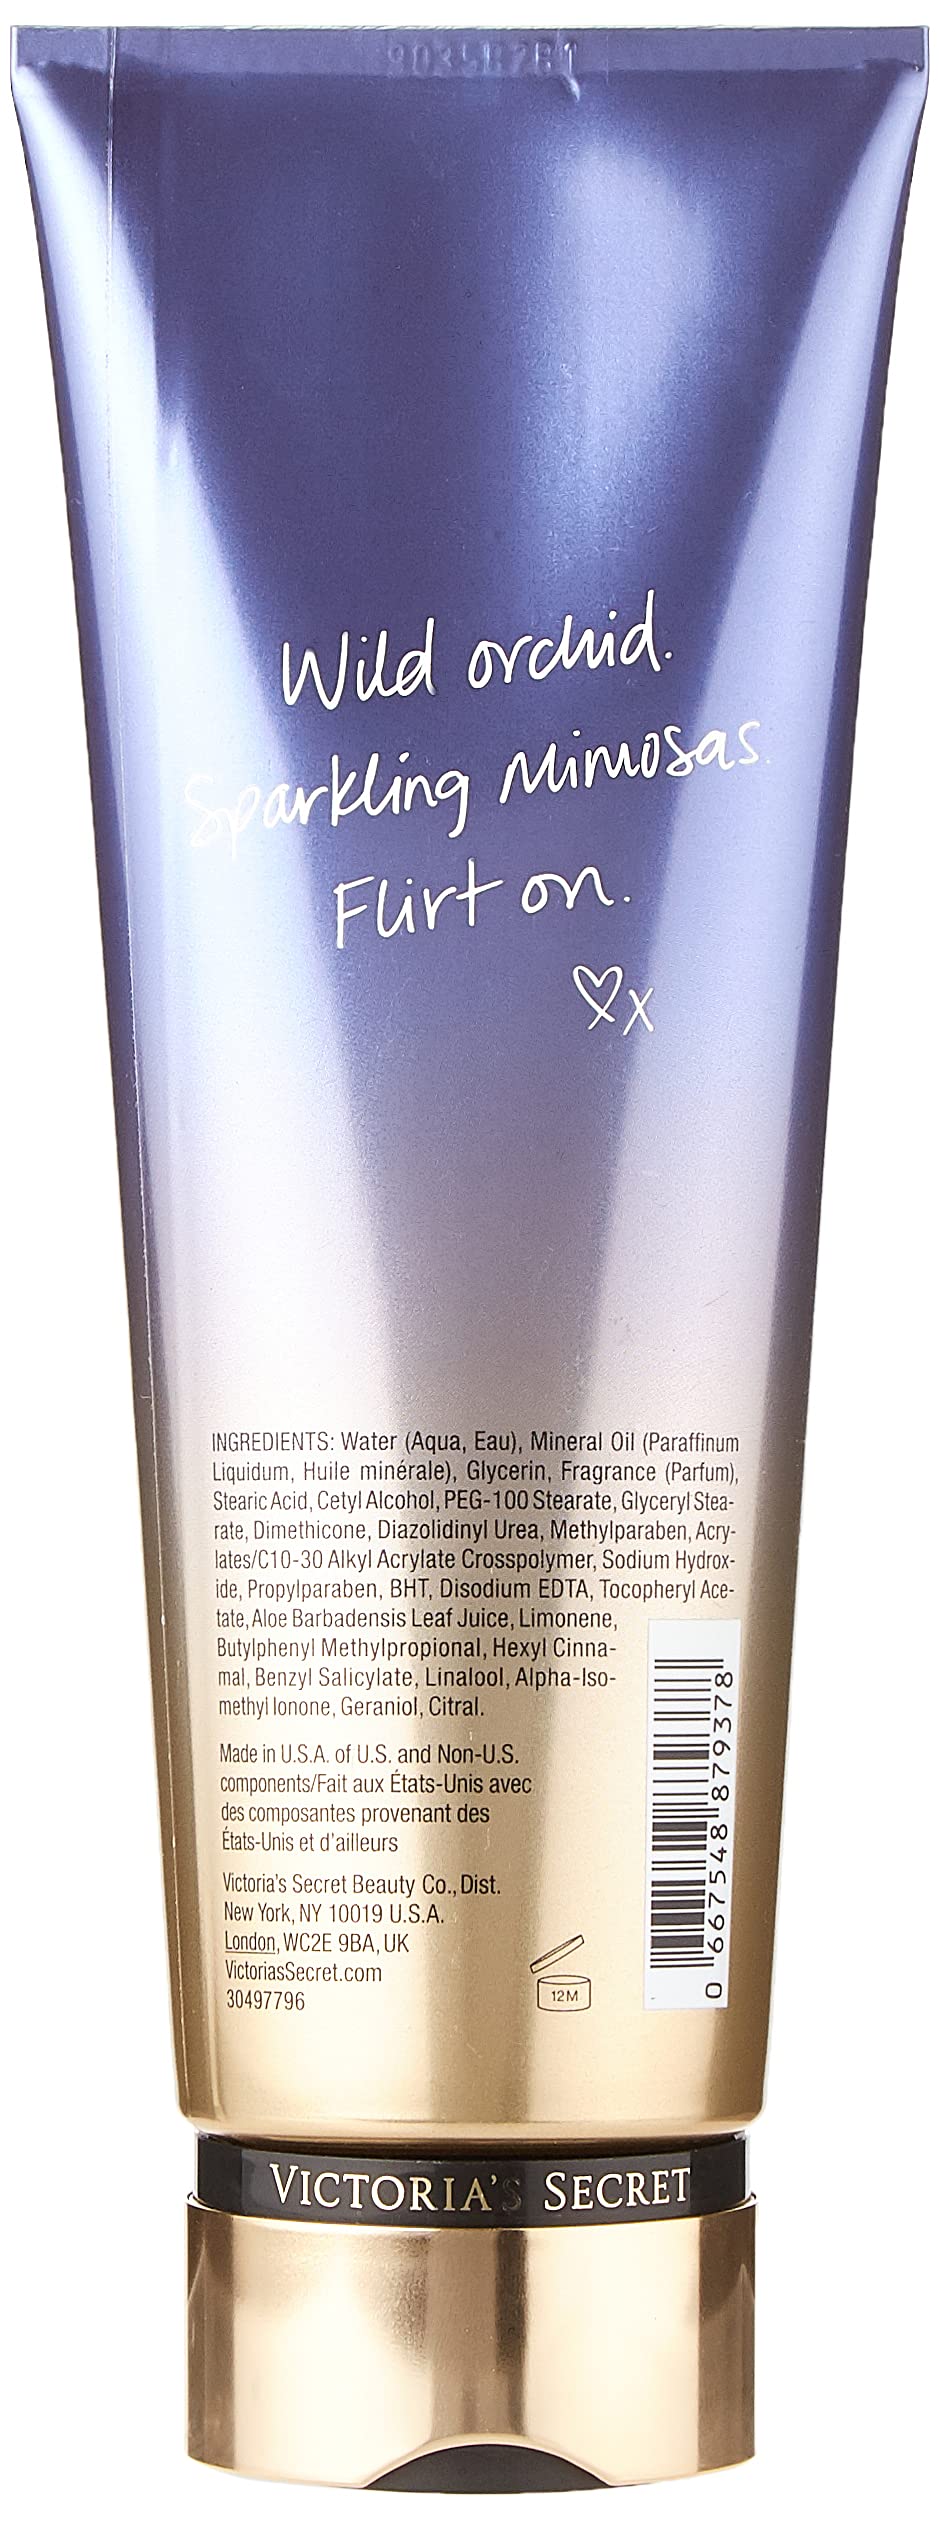 Wild orchid.
Sparkling Mimosas.
Flirt on.
X
INGREDIENTS: Water (Aqua, Eau), Mineral Oil (Paraffinum
Liquidum, Huile minérale), Glycerin, Fragrance (Parfum),
Stearic Acid, Cetyl Alcohol, PEG-100 Stearate, Glyceryl Stea-
rate, Dimethicone, Diazolidinyl Urea, Methylparaben, Acry-
lates/C10-30 Alkyl Acrylate Crosspolymer, Sodium Hydrox-
ide, Propylparaben, BHT, Disodium EDTA, Tocopheryl Ace-
tate, Aloe Barbadensis Leaf Juice, Limonene,
Butylphenyl Methylpropional, Hexyl Cinna-
mal, Benzyl Salicylate, Linalool, Alpha-Iso-
methyl Ionone, Geraniol, Citral.
Made in U.S.A. of U.S. and Non-U.S.
components/Fait aux États-Unis avec
des composantes provenant des
États-Unis et d'ailleurs
Victoria's Secret Beauty Co., Dist.
New York, NY 10019 U.S.A.
London, WC2E 9BA, UK
VictoriasSecret.com
30497796
12M
0 667548 879378
VICTORIA'S SECRET